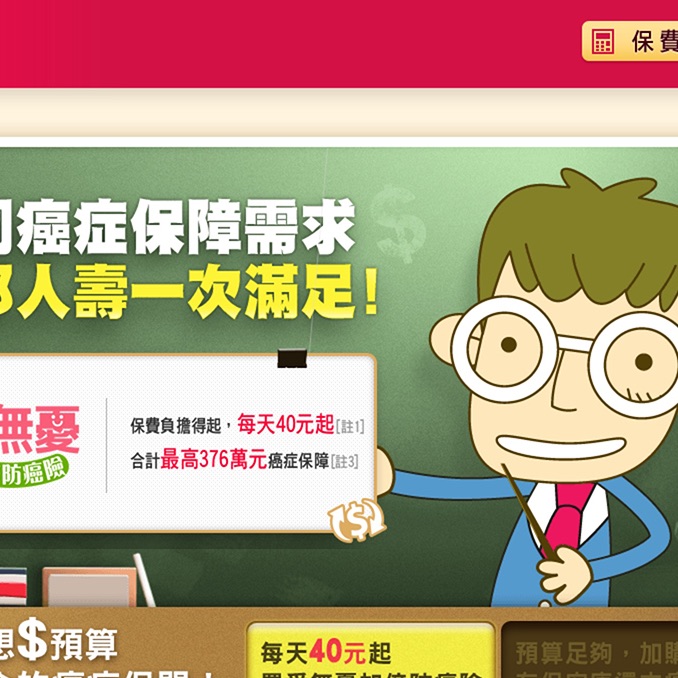 保費
癌症保障需求
人壽一次滿足!
無憂
防癌險
保費負擔得起，每天40元起[註1]
合計最高376萬元癌症保障[註3]
想$預算
每天40元起
預算足夠，加購